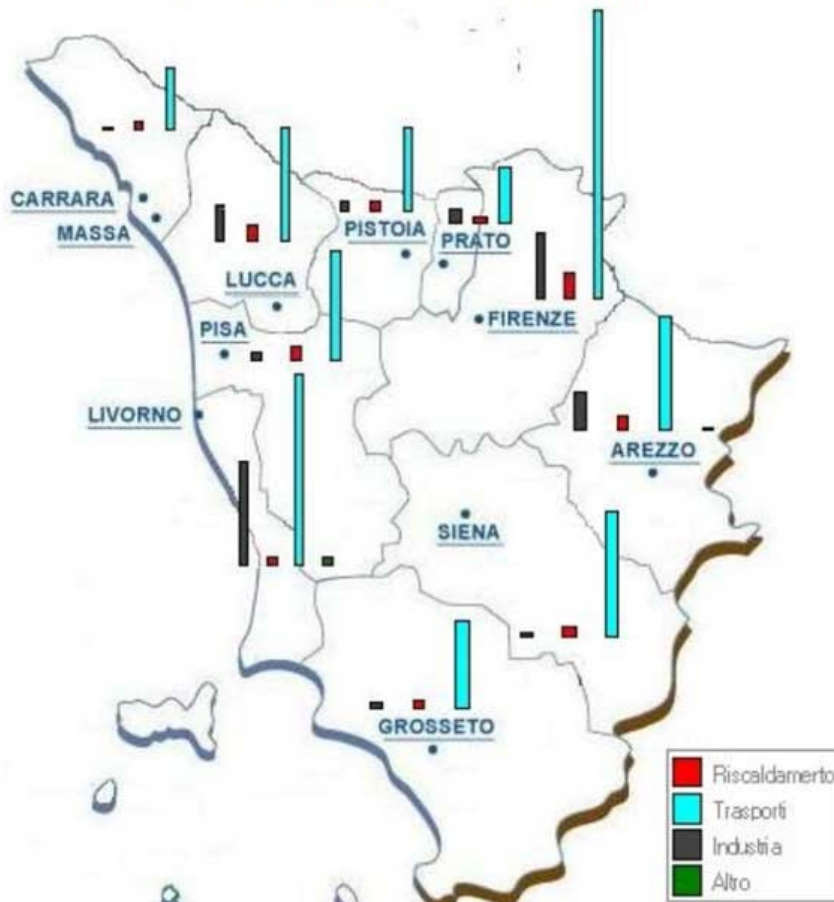 CARRARA
MASSA
PISTOIA
PRATO
LUCCA
FIRENZE
PISA
LIVORNO
AREZZO
SIENA
GROSSETO
Riscaldamento
Trasporti
Industria
Altro